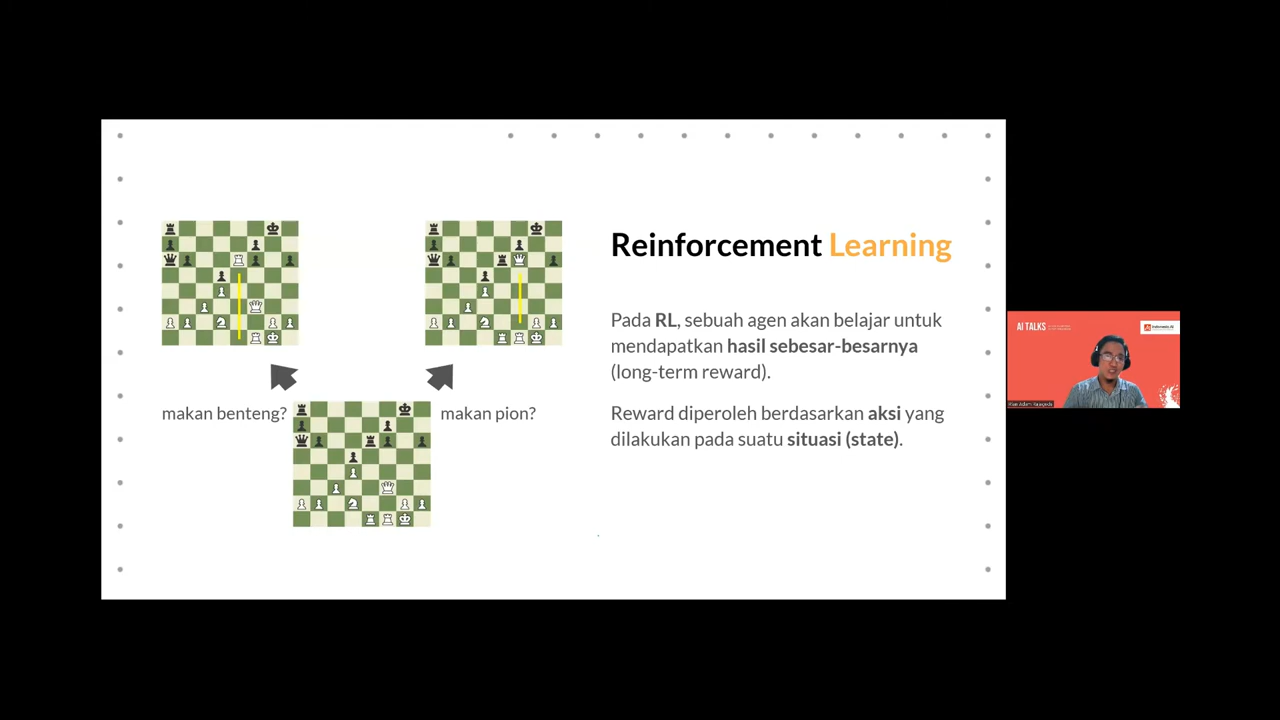 Reinforcement Learning
Pada RL, sebuah agen akan belajar untuk
mendapatkan hasil sebesar-besarnya
(long-term reward).
Reward diperoleh berdasarkan aksi yang
dilakukan pada suatu situasi (state).
makan benteng?
makan pion?
AI TALKS